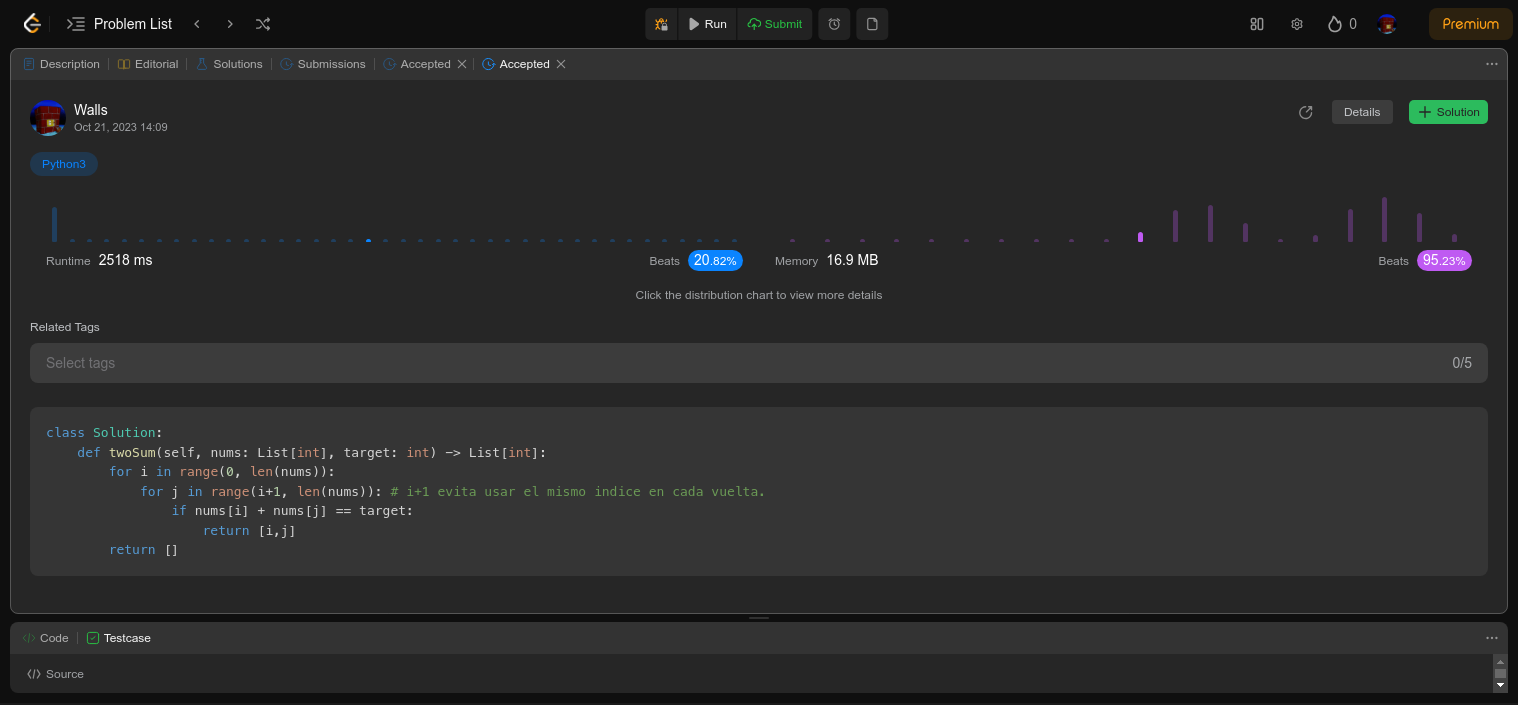 Problem List Run Submit 0 Premium
Description Editorial Solutions Submissions Accepted Accepted
Walls
Oct 21, 2023 14:09
Details Solution
Python3
Runtime 2518 ms Beats 20.82% Memory 16.9 MB Beats 95.23%
Click the distribution chart to view more details
Related Tags
Select tags 0/5
class Solution:
    def twoSum(self, nums: List[int], target: int) -> List[int]:
        for i in range(0, len(nums)):
            for j in range(i+1, len(nums)): # i+1 evita usar el mismo indice en cada vuelta.
                if nums[i] + nums[j] == target:
                    return [i,j]
        return []
</> Code Testcase
</> Source